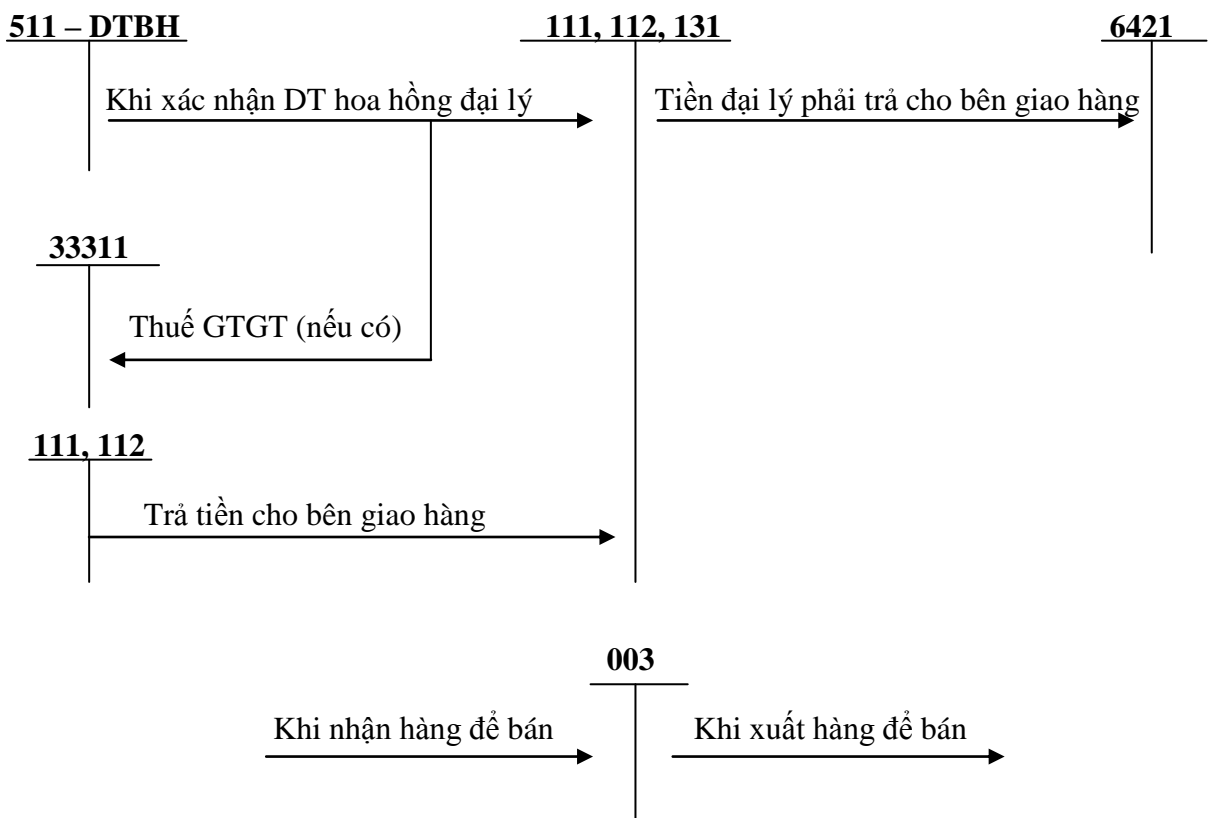 511 – DTBH 111, 112, 131 6421
Khi xác nhận DT hoa hồng đại lý Tiền đại lý phải trả cho bên giao hàng
33311
Thuế GTGT (nếu có)
111, 112
Trả tiền cho bên giao hàng
003
Khi nhận hàng để bán Khi xuất hàng để bán